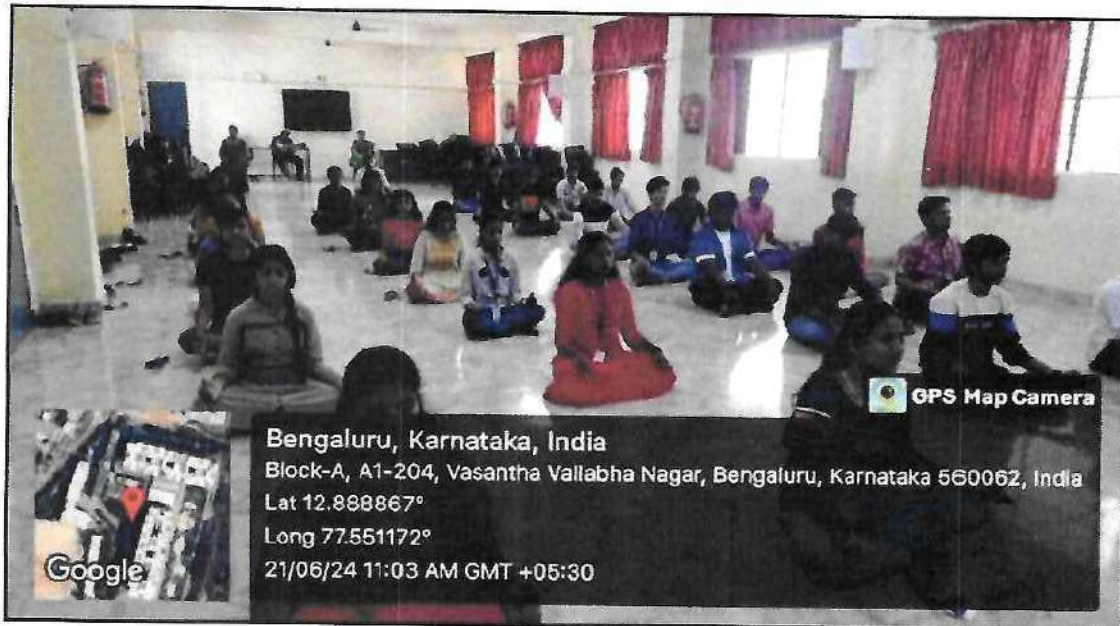 GPS Map Camera
Bengaluru, Karnataka, India
Block-A, A1-204, Vasantha Vallabha Nagar, Bengaluru, Karnataka 560062, India
Lat 12.888867°
Long 77.551172°
21/06/24 11:03 AM GMT +05:30
Google